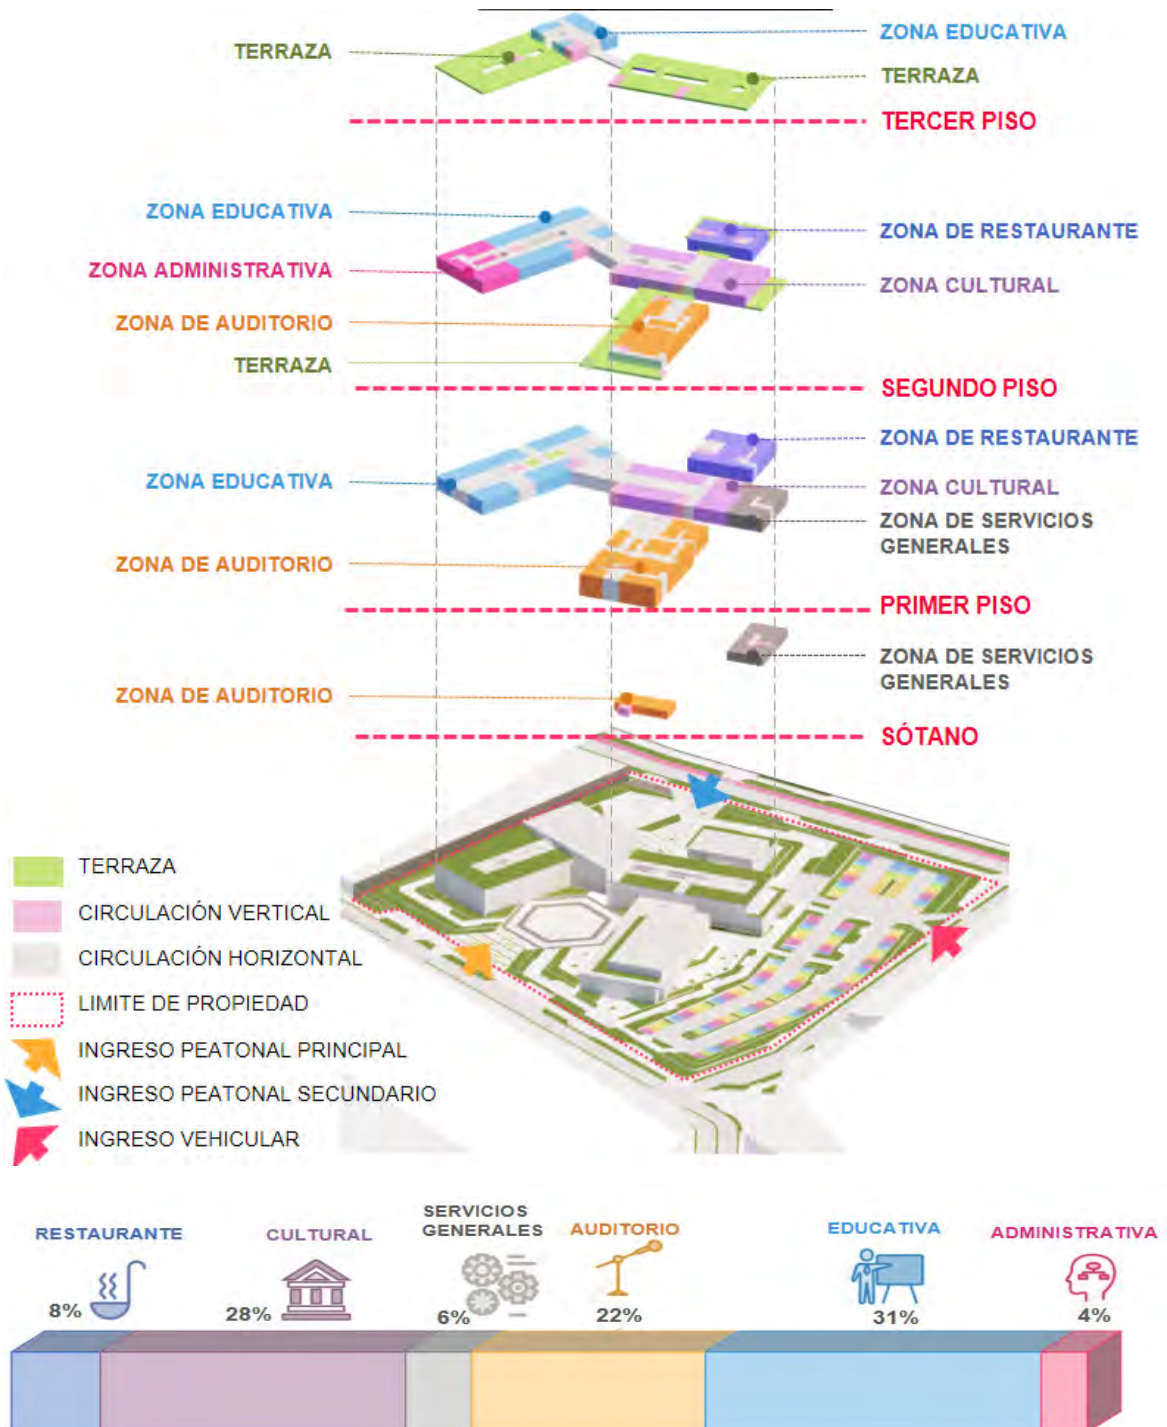 TERRAZA
ZONA EDUCATIVA
TERRAZA
TERCER PISO
ZONA EDUCATIVA
ZONA DE RESTAURANTE
ZONA ADMINISTRATIVA
ZONA CULTURAL
ZONA DE AUDITORIO
TERRAZA
SEGUNDO PISO
ZONA DE RESTAURANTE
ZONA EDUCATIVA
ZONA CULTURAL
ZONA DE SERVICIOS
GENERALES
ZONA DE AUDITORIO
PRIMER PISO
ZONA DE SERVICIOS
GENERALES
ZONA DE AUDITORIO
SÓTANO
TERRAZA
CIRCULACIÓN VERTICAL
CIRCULACIÓN HORIZONTAL
LIMITE DE PROPIEDAD
INGRESO PEATONAL PRINCIPAL
INGRESO PEATONAL SECUNDARIO
INGRESO VEHICULAR
RESTAURANTE
8%
CULTURAL
28%
SERVICIOS
GENERALES
6%
AUDITORIO
22%
EDUCATIVA
31%
ADMINISTRATIVA
4%